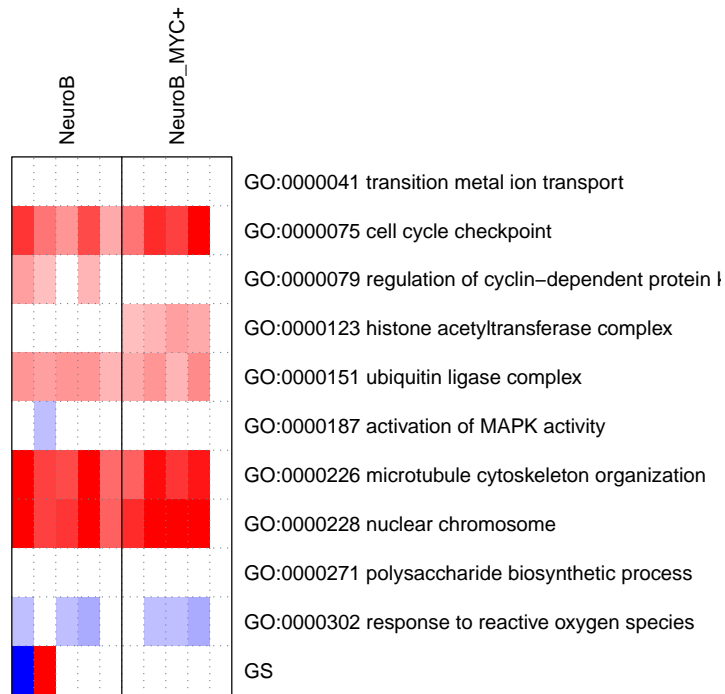 NeuroB
NeuroB_MYC+
GO:0000041 transition metal ion transport
GO:0000075 cell cycle checkpoint
GO:0000079 regulation of cyclin−dependent protein
GO:0000123 histone acetyltransferase complex
GO:0000151 ubiquitin ligase complex
GO:0000187 activation of MAPK activity
GO:0000226 microtubule cytoskeleton organization
GO:0000228 nuclear chromosome
GO:0000271 polysaccharide biosynthetic process
GO:0000302 response to reactive oxygen species
GS